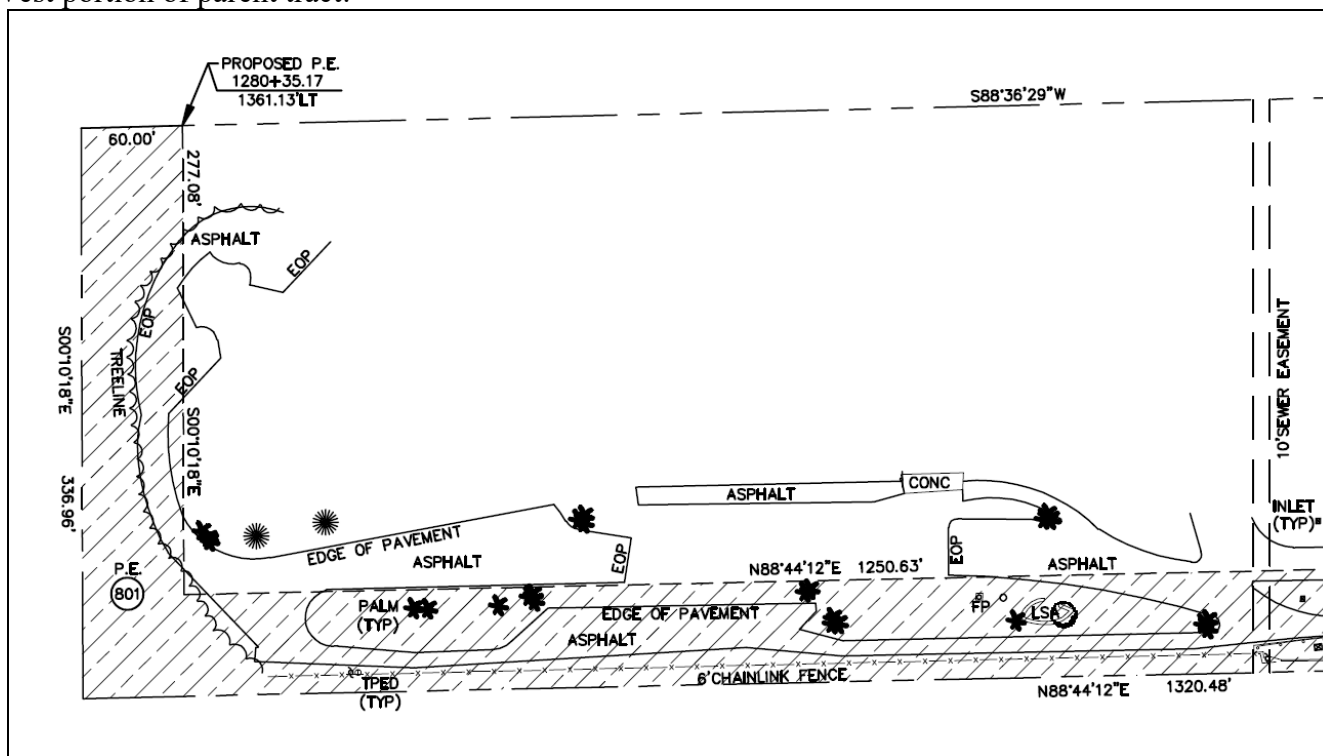 west portion of parent tract.
PROPOSED P.E.
1280+35.17
1361.13'LT
S88°36'29"W
60.00'
277.08'
ASPHALT
EOP
EOP
TREELINE
S00°10'18"E
EOP
S00°10'18"E
10'SEWER EASEMENT
336.96'
CONC
ASPHALT
INLET
(TYP)
EDGE OF PAVEMENT
ASPHALT
EOP
EOP
ASPHALT
N88°44'12"E 1250.63'
P.E.
801
PALM
(TYP)
EDGE OF PAVEMENT
FP
LSA
ASPHALT
TPED
(TYP)
6'CHAINLINK FENCE
N88°44'12"E 1320.48'